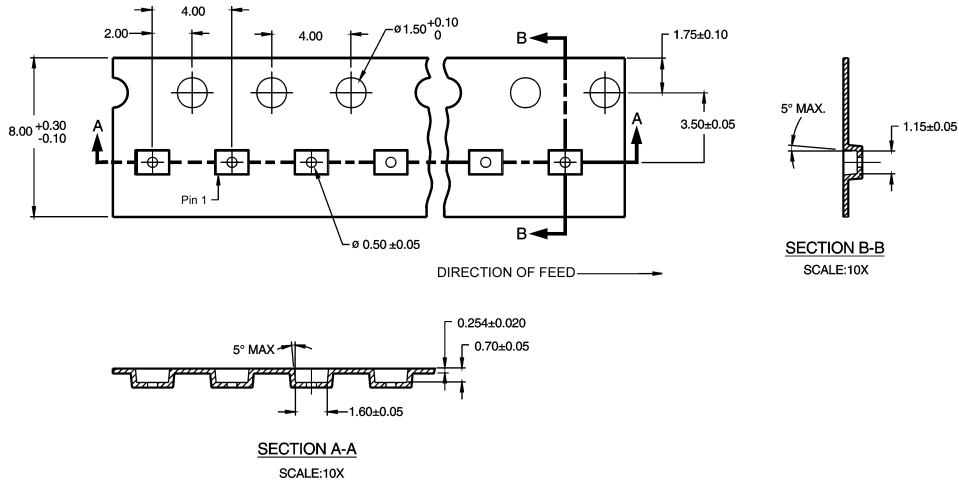 4.00
2.00
4.00
ø 1.50 +0.10
0
B
1.75±0.10
8.00 +0.30
-0.10
A
A
3.50±0.05
5° MAX.
1.15±0.05
Pin 1
B
ø 0.50 ±0.05
SECTION B-B
SCALE:10X
DIRECTION OF FEED
0.254±0.020
5° MAX
0.70±0.05
1.60±0.05
SECTION A-A
SCALE:10X